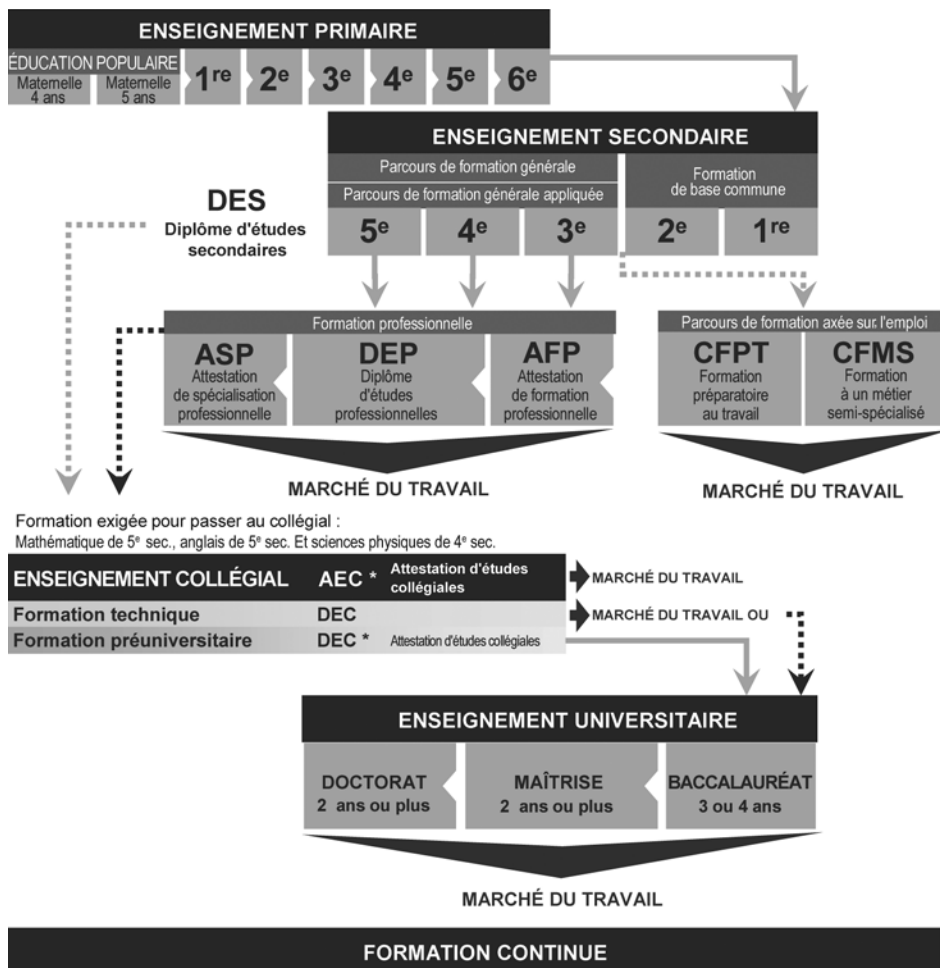 ENSEIGNEMENT PRIMAIRE
ÉDUCATION POPULAIRE
Maternelle
4 ans
Maternelle
5 ans
1re
2e
3e
4e
5e
6e
ENSEIGNEMENT SECONDAIRE
Parcours de formation générale
Parcours de formation générale appliquée
Formation
de base commune
5e
4e
3e
2e
1re
DES
Diplôme d'études
secondaires
Formation professionnelle
ASP
Attestation
de spécialisation
professionnelle
DEP
Diplôme
d'études
professionnelles
AFP
Attestation
de formation
professionnelle
Parcours de formation axée sur l'emploi
CFPT
Formation
préparatoire
au travail
CFMS
Formation
à un métier
semi-spécialisé
MARCHÉ DU TRAVAIL
MARCHÉ DU TRAVAIL
Formation exigée pour passer au collégial :
Mathématique de 5e sec., anglais de 5e sec. Et sciences physiques de 4e sec.
ENSEIGNEMENT COLLÉGIAL AEC * Attestation d'études
collégiales
MARCHÉ DU TRAVAIL
Formation technique DEC
MARCHÉ DU TRAVAIL OU
Formation préuniversitaire DEC * Attestation d'études collégiales
ENSEIGNEMENT UNIVERSITAIRE
DOCTORAT
2 ans ou plus
MAÎTRISE
2 ans ou plus
BACCALAURÉAT
3 ou 4 ans
MARCHÉ DU TRAVAIL
FORMATION CONTINUE